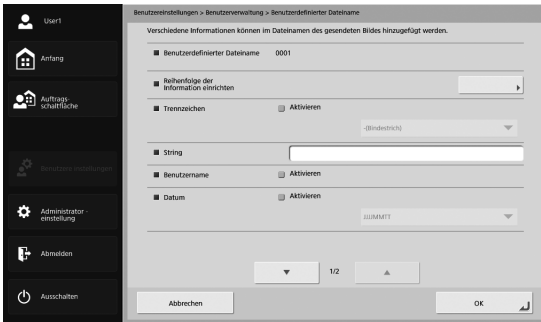 User1
Anfang
Auftrags-
schaltfläche
Benutzere instellungen
Administrator -
einstellung
Abmelden
Ausschalten
Benutzereinstellungen > Benutzerverwaltung > Benutzerdefinierter Dateiname
Verschiedene Informationen können im Dateinamen des gesendeten Bildes hinzugefügt werden.
Benutzerdefinierter Dateiname 0001
Reihenfolge der
Information einrichten
Trennzeichen Aktivieren
-(Bindestrich)
String
Benutzername Aktivieren
Datum Aktivieren
JJJJMMTT
1/2
Abbrechen OK